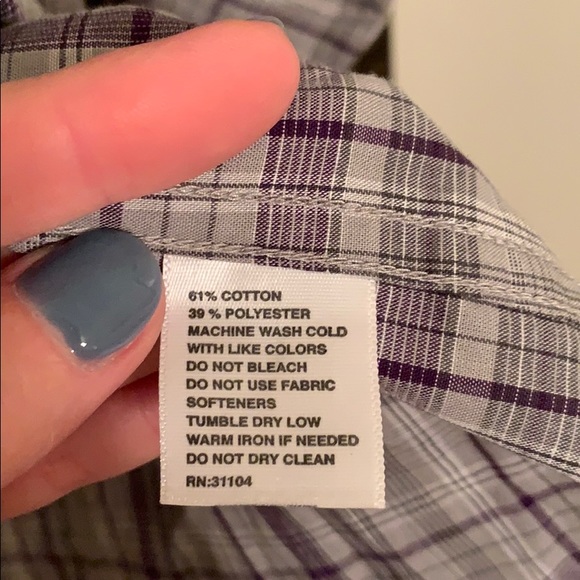 61% COTTON
39 % POLYESTER
MACHINE WASH COLD
WITH LIKE COLORS
DO NOT BLEACH
DO NOT USE FABRIC
SOFTENERS
TUMBLE DRY LOW
WARM IRON IF NEEDED
DO NOT DRY CLEAN
RN:31104